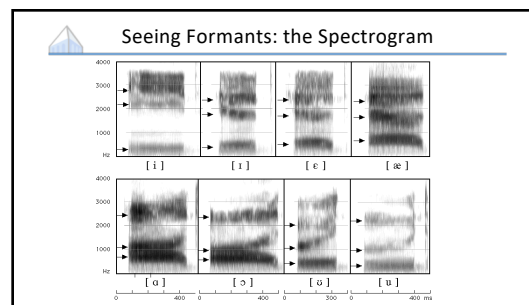 Seeing Formants: the Spectrogram
4000
3000
2000
1000
Hz
[ i ] [ ɪ ] [ ɛ ] [ æ ]
4000
3000
2000
1000
Hz
[ ɑ ] [ ɔ ] [ ʊ ] [ u ]
0 400 0 400 0 300 0 400 ms